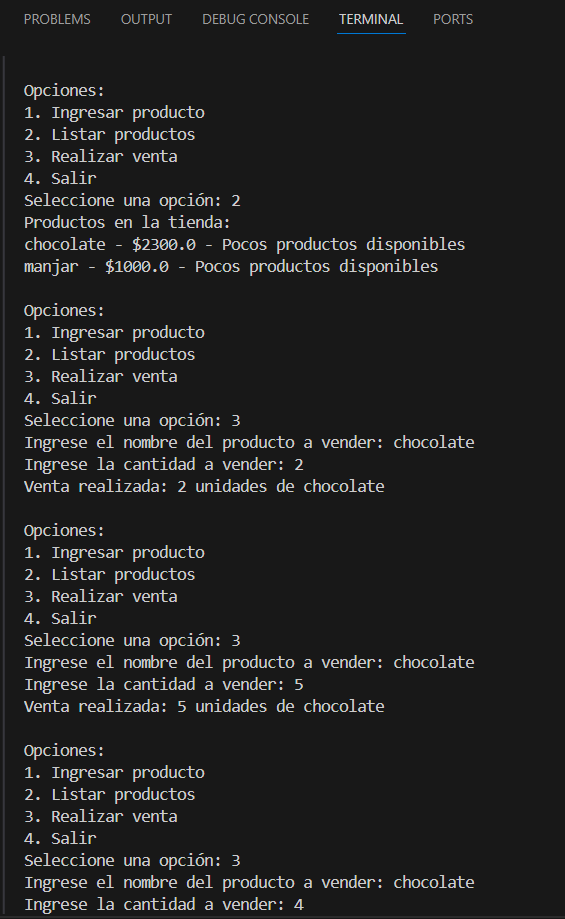 PROBLEMS OUTPUT DEBUG CONSOLE TERMINAL PORTS
Opciones:
1. Ingresar producto
2. Listar productos
3. Realizar venta
4. Salir
Seleccione una opción: 2
Productos en la tienda:
chocolate - $2300.0 - Pocos productos disponibles
manjar - $1000.0 - Pocos productos disponibles
Opciones:
1. Ingresar producto
2. Listar productos
3. Realizar venta
4. Salir
Seleccione una opción: 3
Ingrese el nombre del producto a vender: chocolate
Ingrese la cantidad a vender: 2
Venta realizada: 2 unidades de chocolate
Opciones:
1. Ingresar producto
2. Listar productos
3. Realizar venta
4. Salir
Seleccione una opción: 3
Ingrese el nombre del producto a vender: chocolate
Ingrese la cantidad a vender: 5
Venta realizada: 5 unidades de chocolate
Opciones:
1. Ingresar producto
2. Listar productos
3. Realizar venta
4. Salir
Seleccione una opción: 3
Ingrese el nombre del producto a vender: chocolate
Ingrese la cantidad a vender: 4